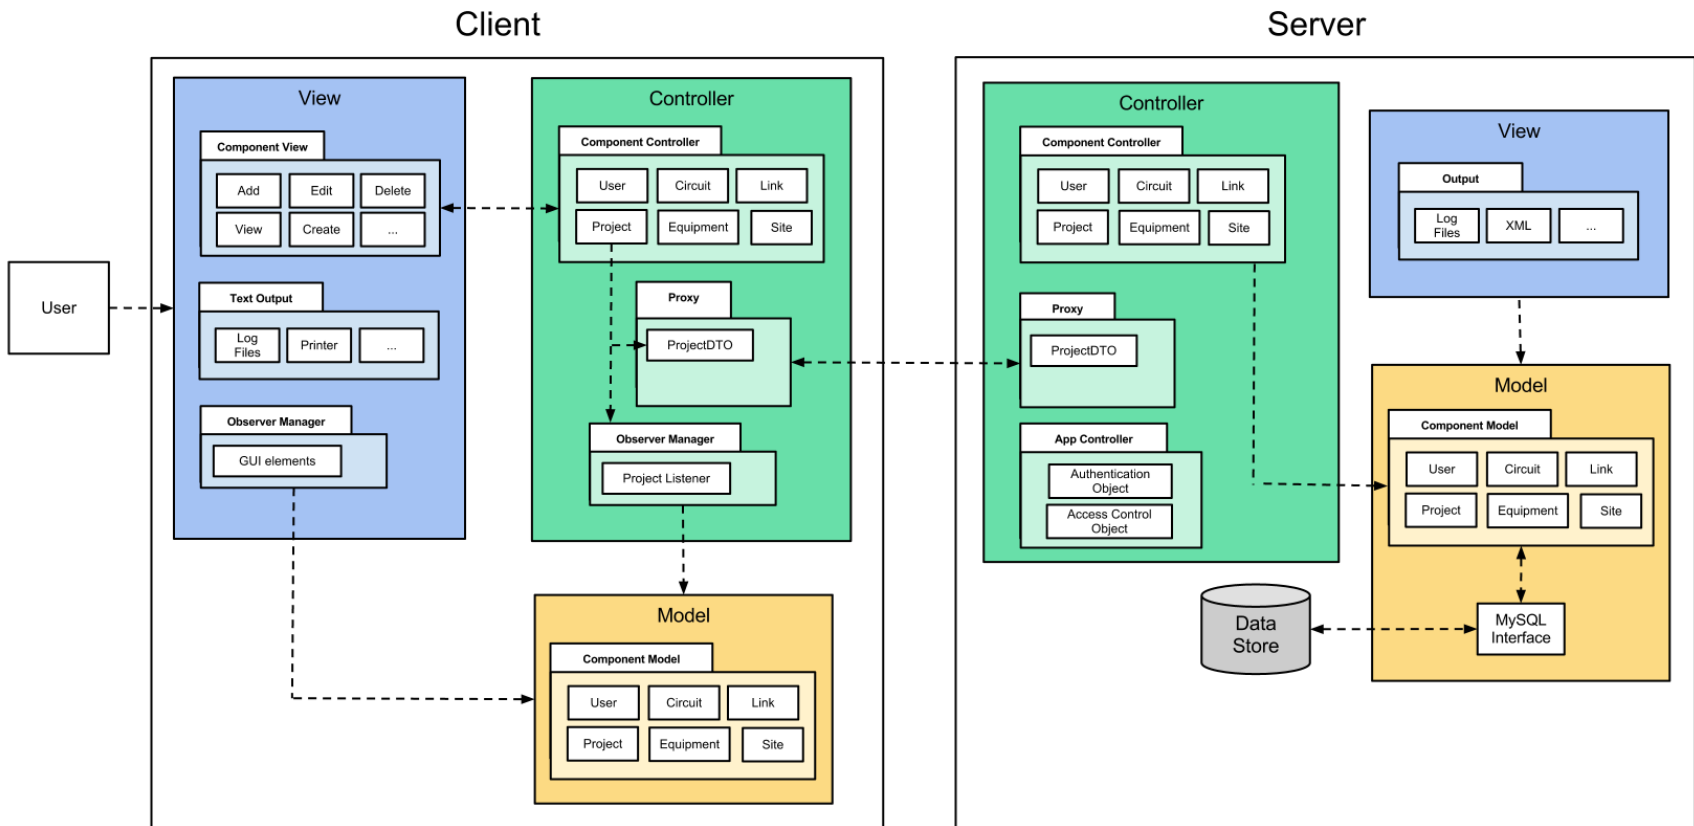 Client
Server
View
Component View
Add
Edit
Delete
View
Create
...
Text Output
Log
Files
Printer
...
Observer Manager
GUI elements
User
Controller
Component Controller
User
Circuit
Link
Project
Equipment
Site
Proxy
ProjectDTO
Observer Manager
Project Listener
Model
Component Model
User
Circuit
Link
Project
Equipment
Site
Controller
Component Controller
User
Circuit
Link
Project
Equipment
Site
Proxy
ProjectDTO
App Controller
Authentication
Object
Access Control
Object
View
Output
Log
Files
XML
...
Model
Component Model
User
Circuit
Link
Project
Equipment
Site
MySQL
Interface
Data
Store